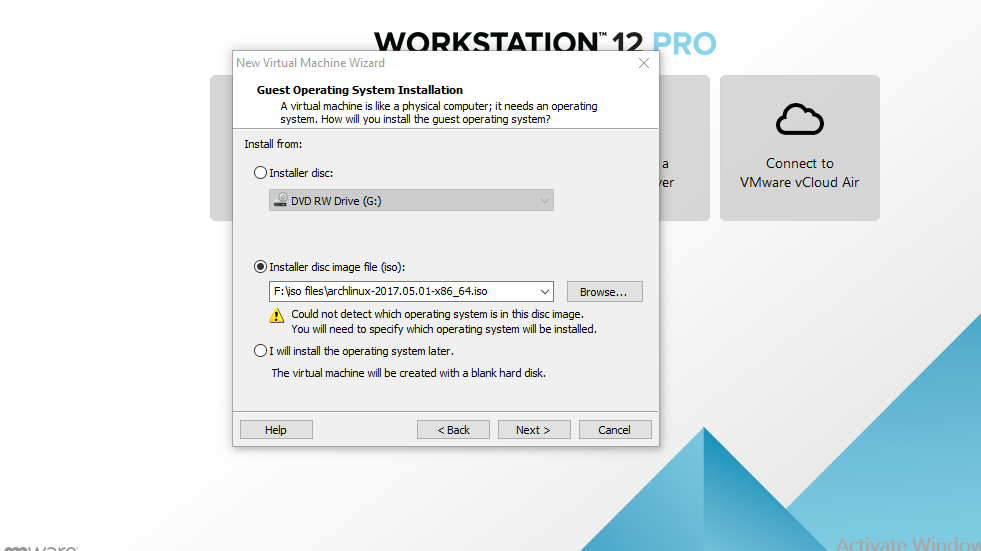 WORKSTATION™ 12 PRO
New Virtual Machine Wizard
Guest Operating System Installation
A virtual machine is like a physical computer; it needs an operating
system. How will you install the guest operating system?
Install from:
Installer disc:
DVD RW Drive (G:)
Installer disc image file (iso):
F:\iso files\archlinux-2017.05.01-x86_64.iso
Browse...
Could not detect which operating system is in this disc image.
You will need to specify which operating system will be installed.
I will install the operating system later.
The virtual machine will be created with a blank hard disk.
Help
< Back
Next >
Cancel
a
Connect to
VMware vCloud Air
vmware
Activate Window